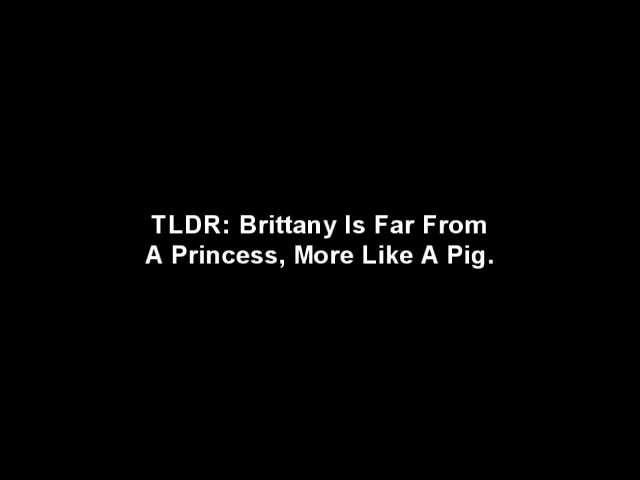 TLDR: Brittany Is Far From
A Princess, More Like A Pig.